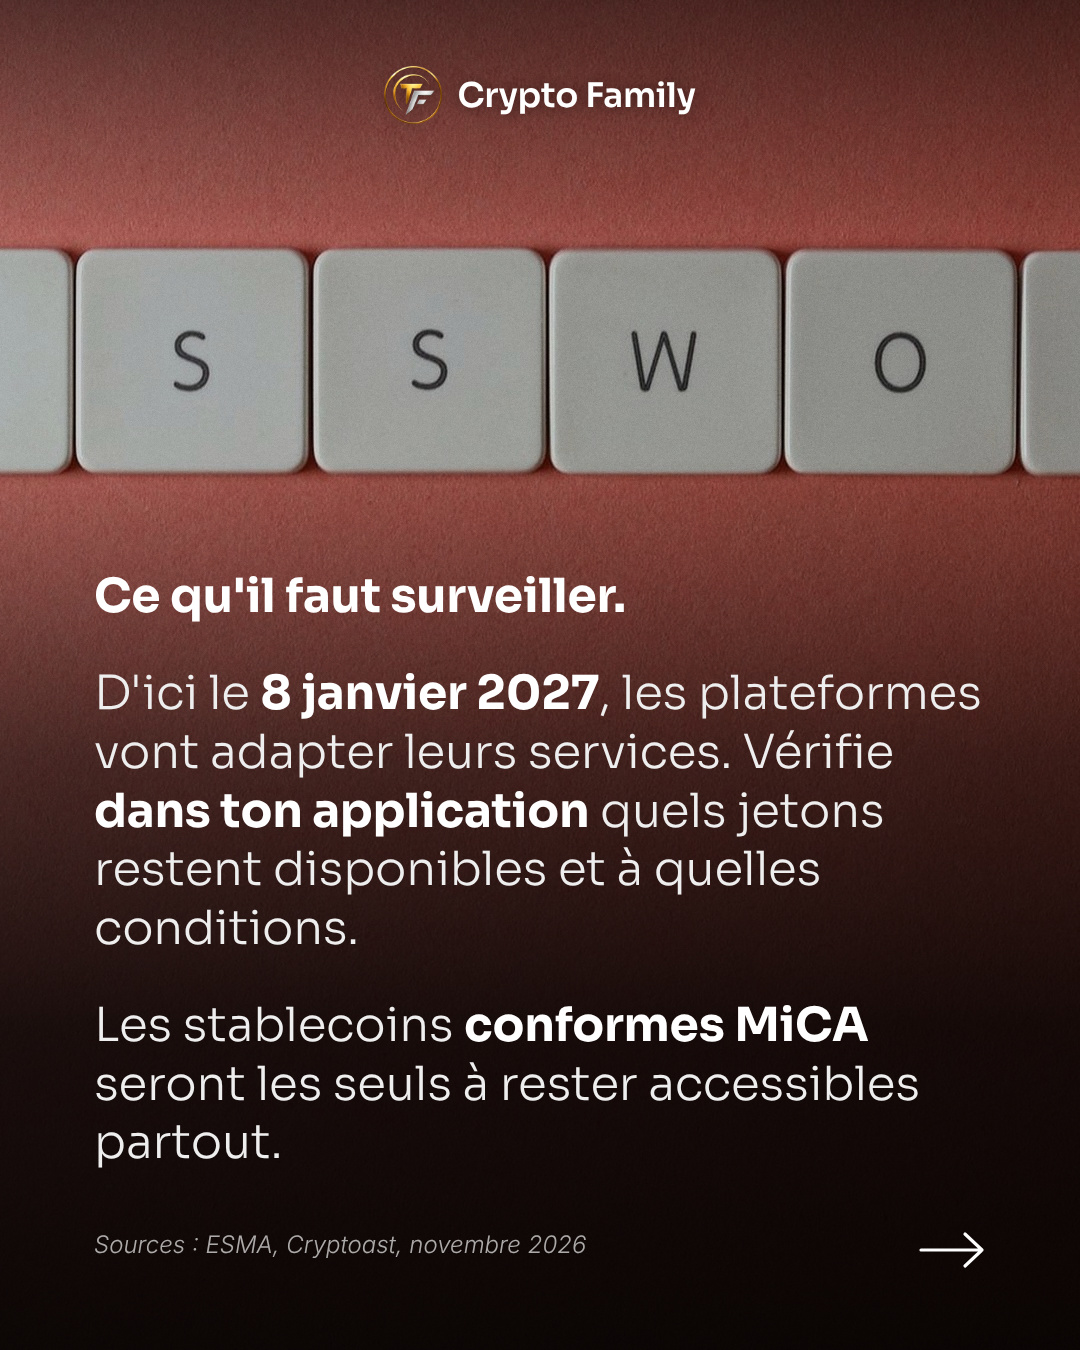 Crypto Family
S S W O
Ce qu'il faut surveiller.
D'ici le 8 janvier 2027, les plateformes
vont adapter leurs services. Vérifie
dans ton application quels jetons
restent disponibles et à quelles
conditions.
Les stablecoins conformes MiCA
seront les seuls à rester accessibles
partout.
Sources : ESMA, Cryptoast, novembre 2026